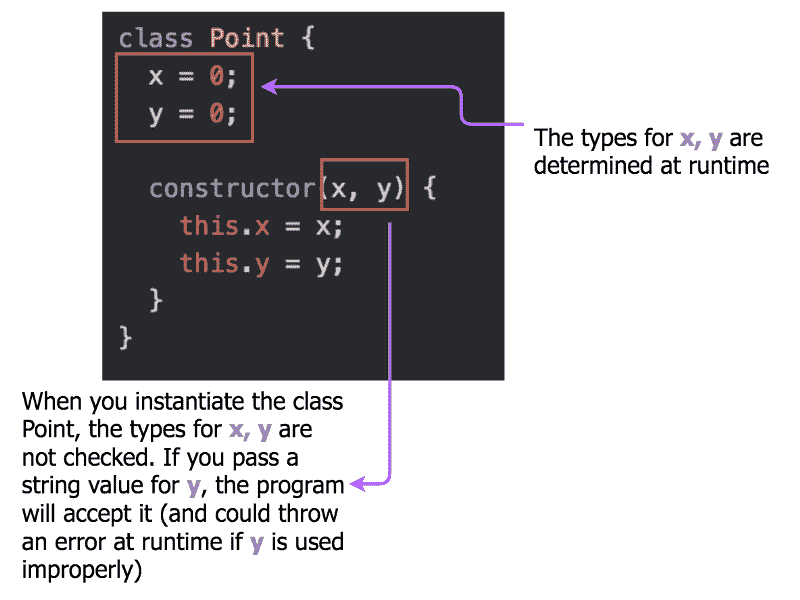 class Point {
x = 0;
y = 0;
constructor(x, y) {
this.x = x;
this.y = y;
}
}
The types for x, y are
determined at runtime
When you instantiate the class
Point, the types for x, y are
not checked. If you pass a
string value for y, the program
will accept it (and could throw
an error at runtime if y is used
improperly)